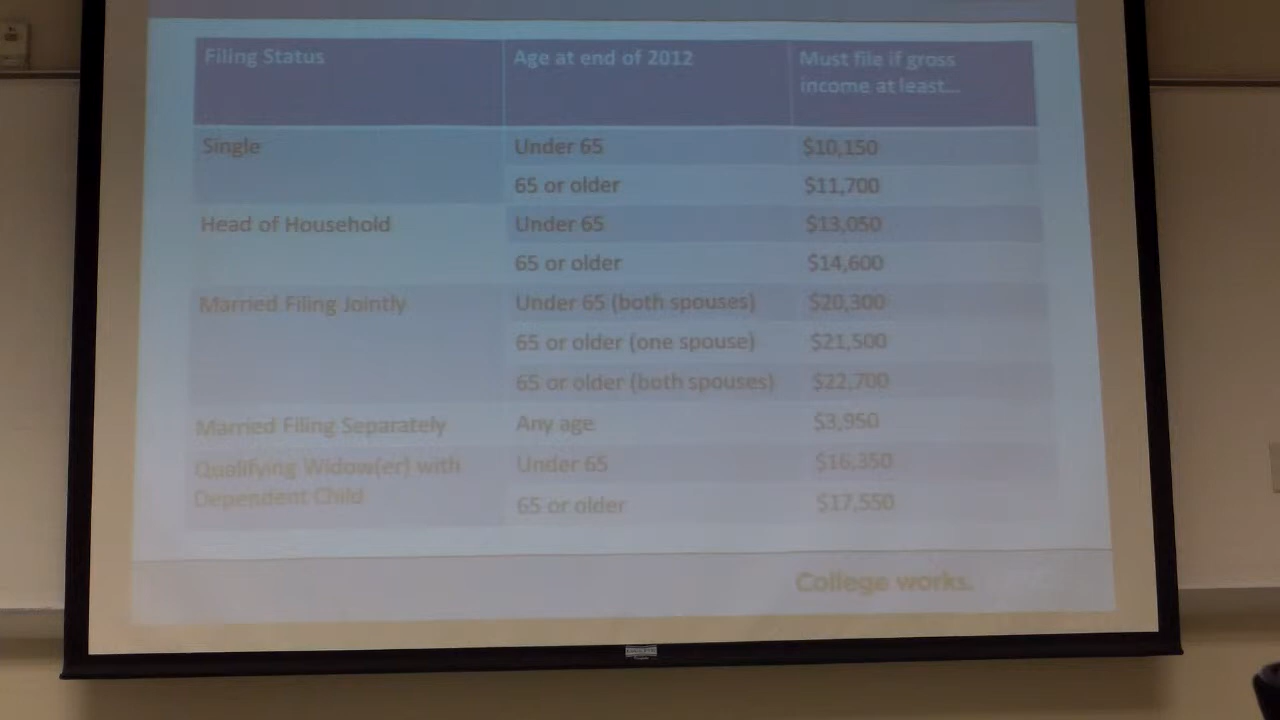 Filing Status Age at end of 2012 Must file if gross
income at least...
Single Under 65 $10,150
65 or older $11,700
Head of Household Under 65 $13,050
65 or older $14,600
Married Filing Jointly Under 65 (both spouses) $20,300
65 or older (one spouse) $21,500
65 or older (both spouses) $22,700
Married Filing Separately Any age $3,950
Qualifying Widow(er) with Under 65 $16,350
Dependent Child 65 or older $17,550
College works.